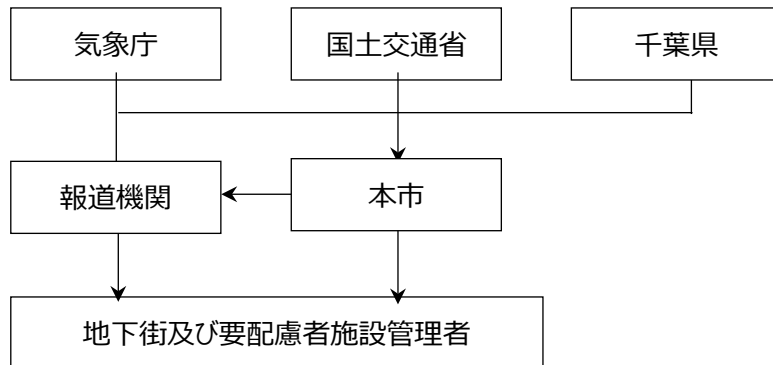 気象庁
国土交通省
千葉県
報道機関
本市
地下街及び要配慮者施設管理者